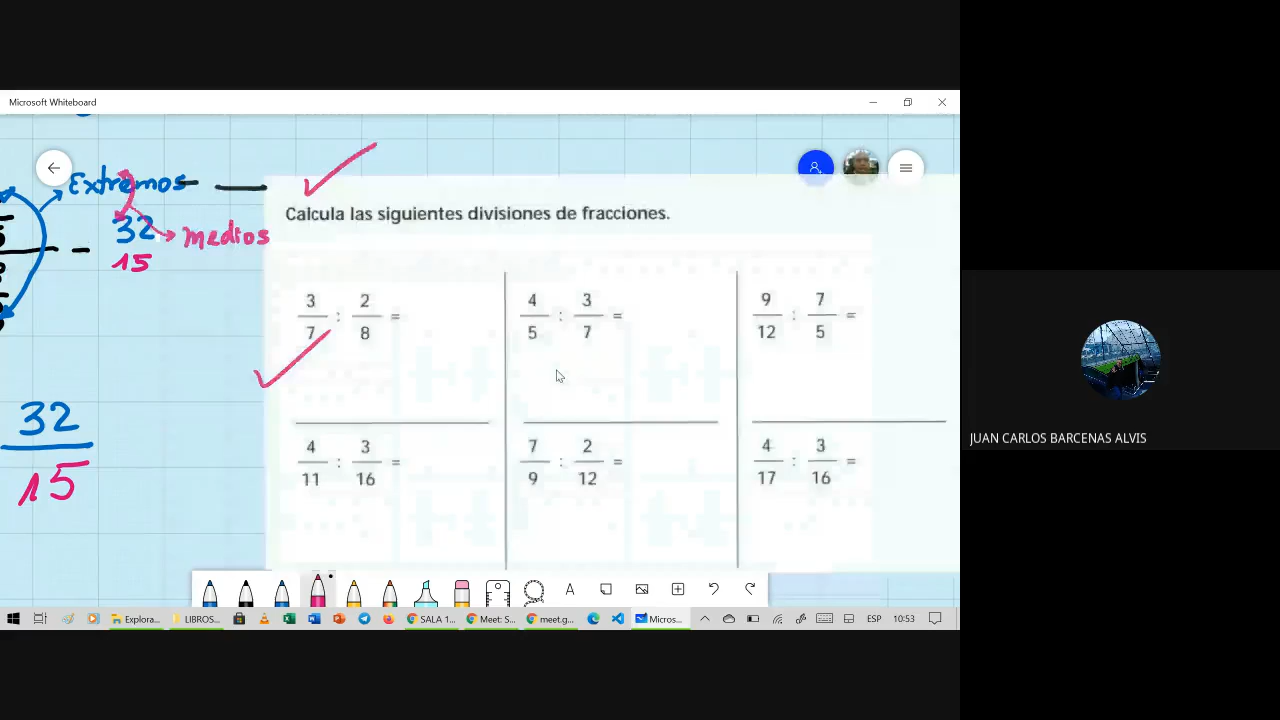 Microsoft Whiteboard
Extremos
32
15
medios
Calcula las siguientes divisiones de fracciones.
3/7 : 2/8 =
4/5 : 3/7 =
9/12 : 7/5 =
32
15
4/11 : 3/16 =
7/9 : 2/12 =
4/17 : 3/16 =
JUAN CARLOS BARCENAS ALVIS
A
Explora...
LIBROS...
SALA 1...
Meet: S...
meet.g...
Micros...
ESP
10:53